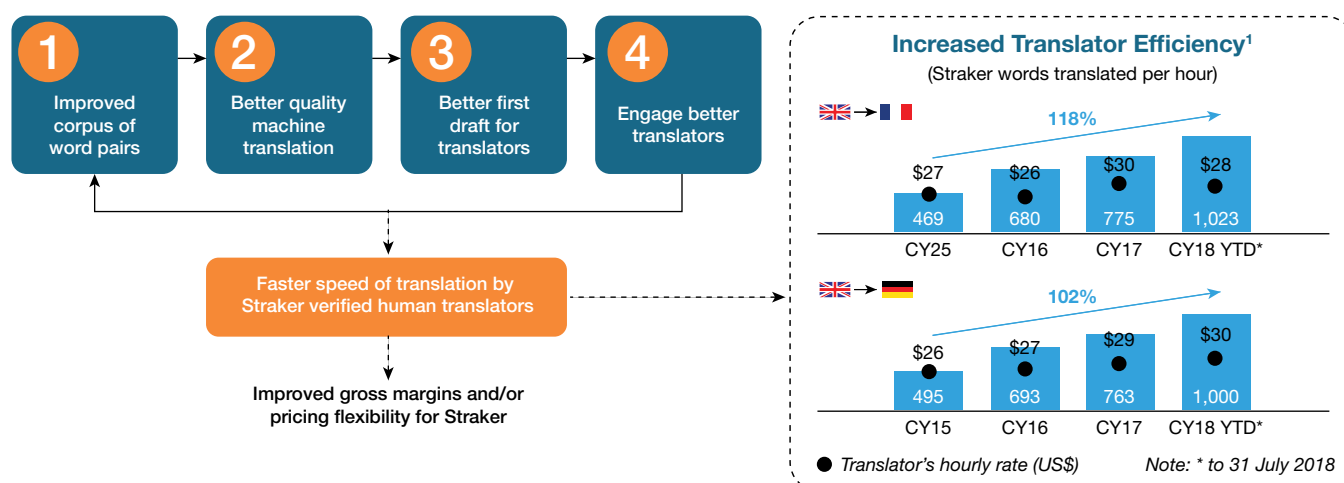 1
Improved
corpus of
word pairs
2
Better quality
machine
translation
3
Better first
draft for
translators
4
Engage better
translators
Faster speed of translation by
Straker verified human translators
Improved gross margins and/or
pricing flexibility for Straker
Increased Translator Efficiency¹
(Straker words translated per hour)
118%
$27 $26 $30 $28
469 680 775 1,023
CY25 CY16 CY17 CY18 YTD*
102%
$26 $27 $29 $30
495 693 763 1,000
CY15 CY16 CY17 CY18 YTD*
Translator's hourly rate (US$) Note: * to 31 July 2018